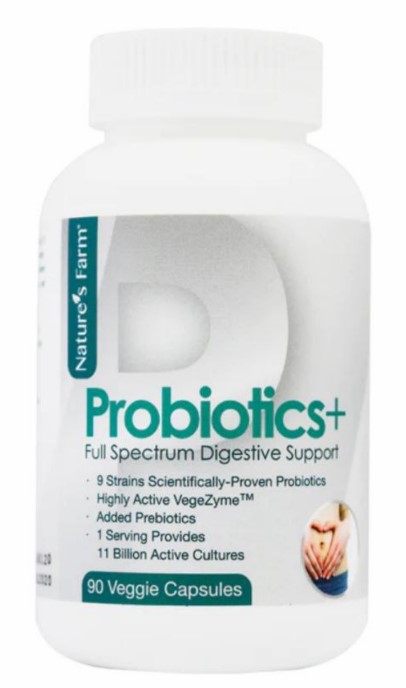 Nature's Farm®
Probiotics+
Full Spectrum Digestive Support
· 9 Strains Scientifically-Proven Probiotics
· Highly Active VegeZyme™
· Added Prebiotics
· 1 Serving Provides
11 Billion Active Cultures
90 Veggie Capsules